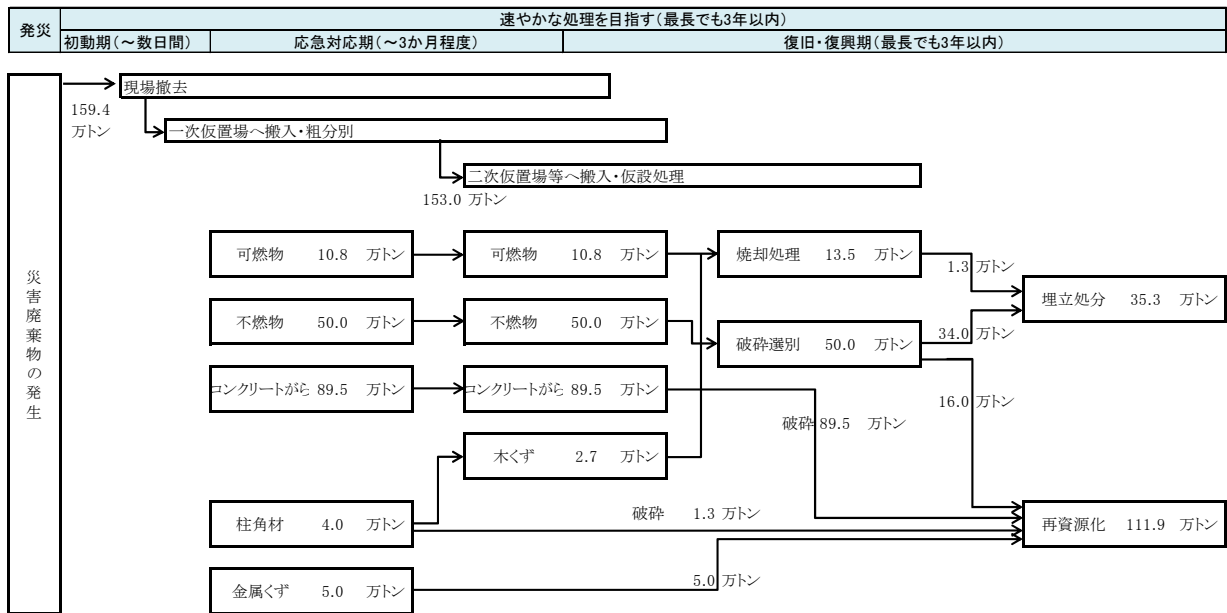 発災
速やかな処理を目指す(最長でも3年以内)
初動期(～数日間)
応急対応期(～3か月程度)
復旧・復興期(最長でも3年以内)
災害廃棄物の発生
159.4
万トン
現場撤去
一次仮置場へ搬入・粗分別
二次仮置場等へ搬入・仮設処理
153.0 万トン
可燃物 10.8 万トン
可燃物 10.8 万トン
焼却処理 13.5 万トン
1.3 万トン
埋立処分 35.3 万トン
不燃物 50.0 万トン
不燃物 50.0 万トン
破砕選別 50.0 万トン
34.0 万トン
コンクリートがら 89.5 万トン
コンクリートがら 89.5 万トン
16.0 万トン
破砕 89.5 万トン
木くず 2.7 万トン
柱角材 4.0 万トン
破砕 1.3 万トン
再資源化 111.9 万トン
金属くず 5.0 万トン
5.0 万トン